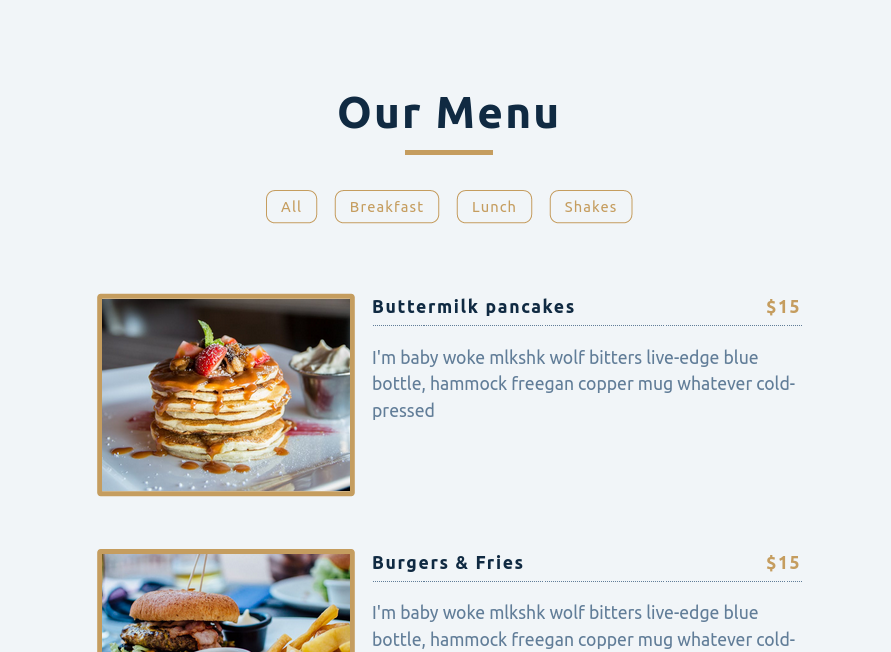 Our Menu
All
Breakfast
Lunch
Shakes
Buttermilk pancakes $15
I'm baby woke mlkshk wolf bitters live-edge blue
bottle, hammock freegan copper mug whatever cold-
pressed
Burgers & Fries $15
I'm baby woke mlkshk wolf bitters live-edge blue
bottle, hammock freegan copper mug whatever cold-